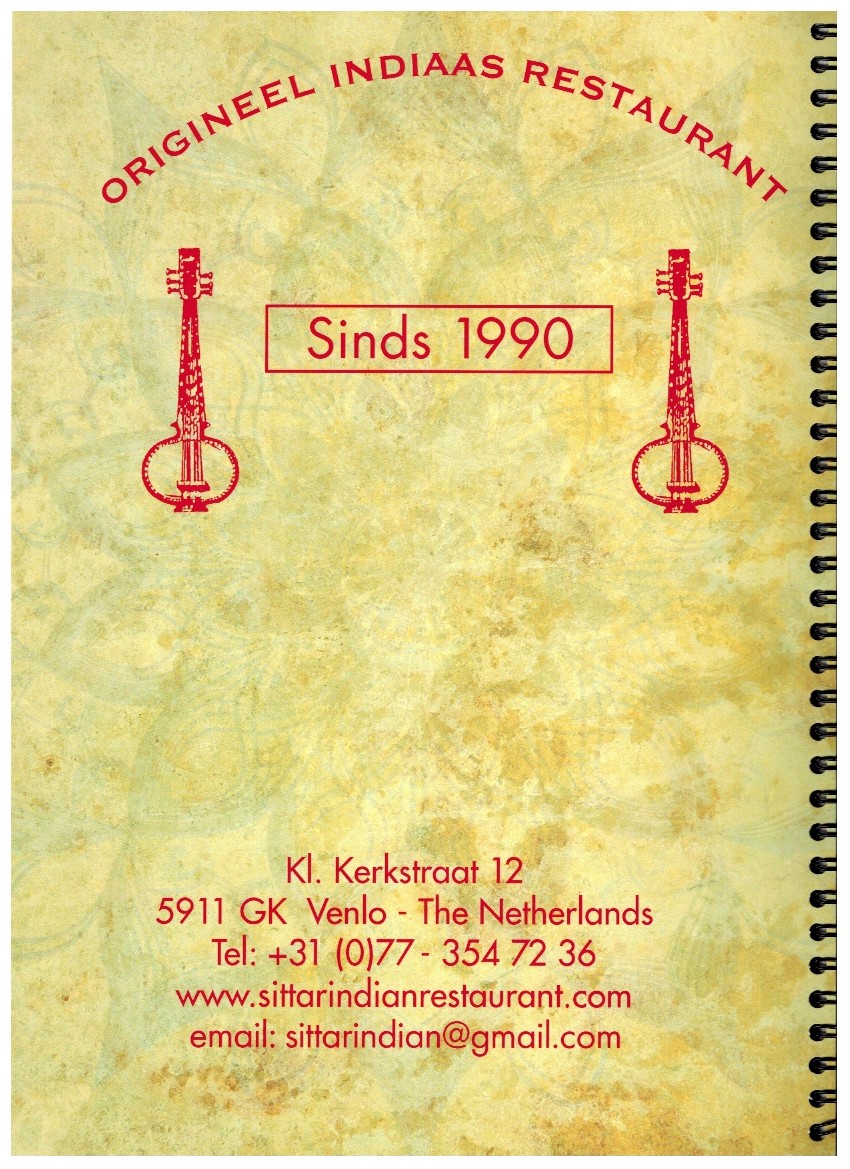 ORIGINEEL INDIAAS RESTAURANT
Sinds 1990
Kl. Kerkstraat 12
5911 GK Venlo - The Netherlands
Tel: +31 (0)77 - 354 72 36
www.sittarindianrestaurant.com
email: sittarindian@gmail.com